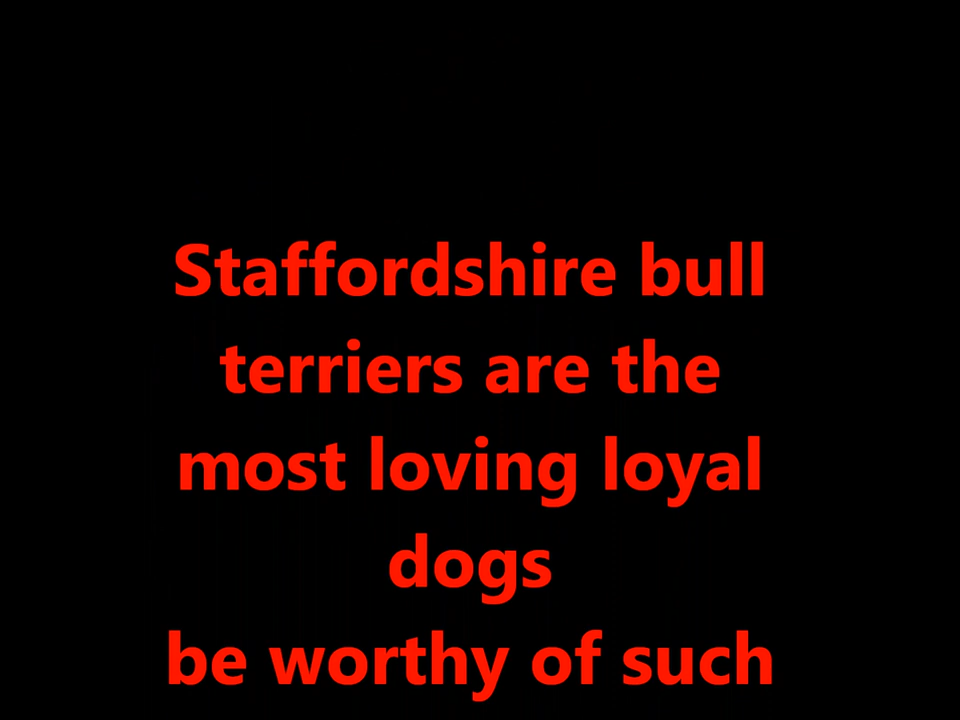 Staffordshire bull
terriers are the
most loving loyal
dogs
be worthy of such